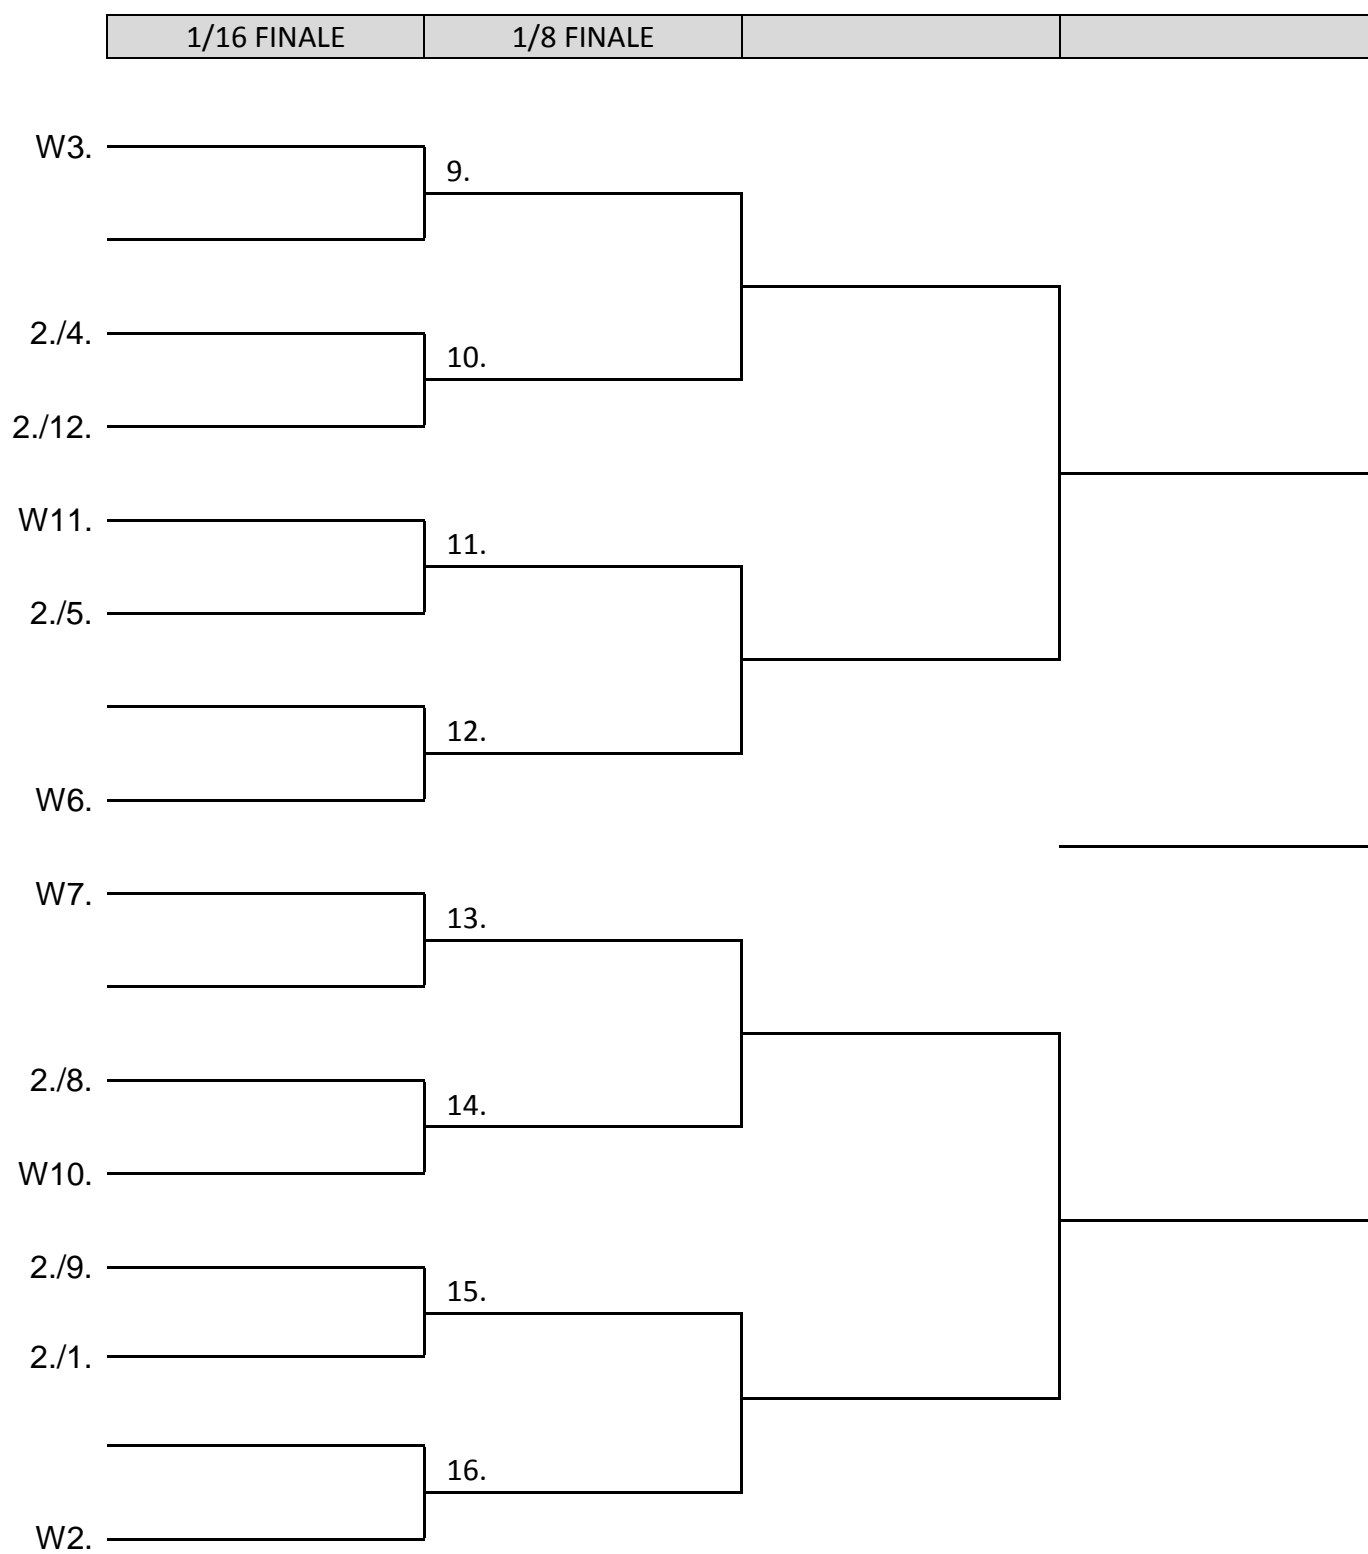 1/16 FINALE 1/8 FINALE
W3.
9.
2./4.
10.
2./12.
W11.
11.
2./5.
12.
W6.
W7.
13.
2./8.
14.
W10.
2./9.
15.
2./1.
16.
W2.